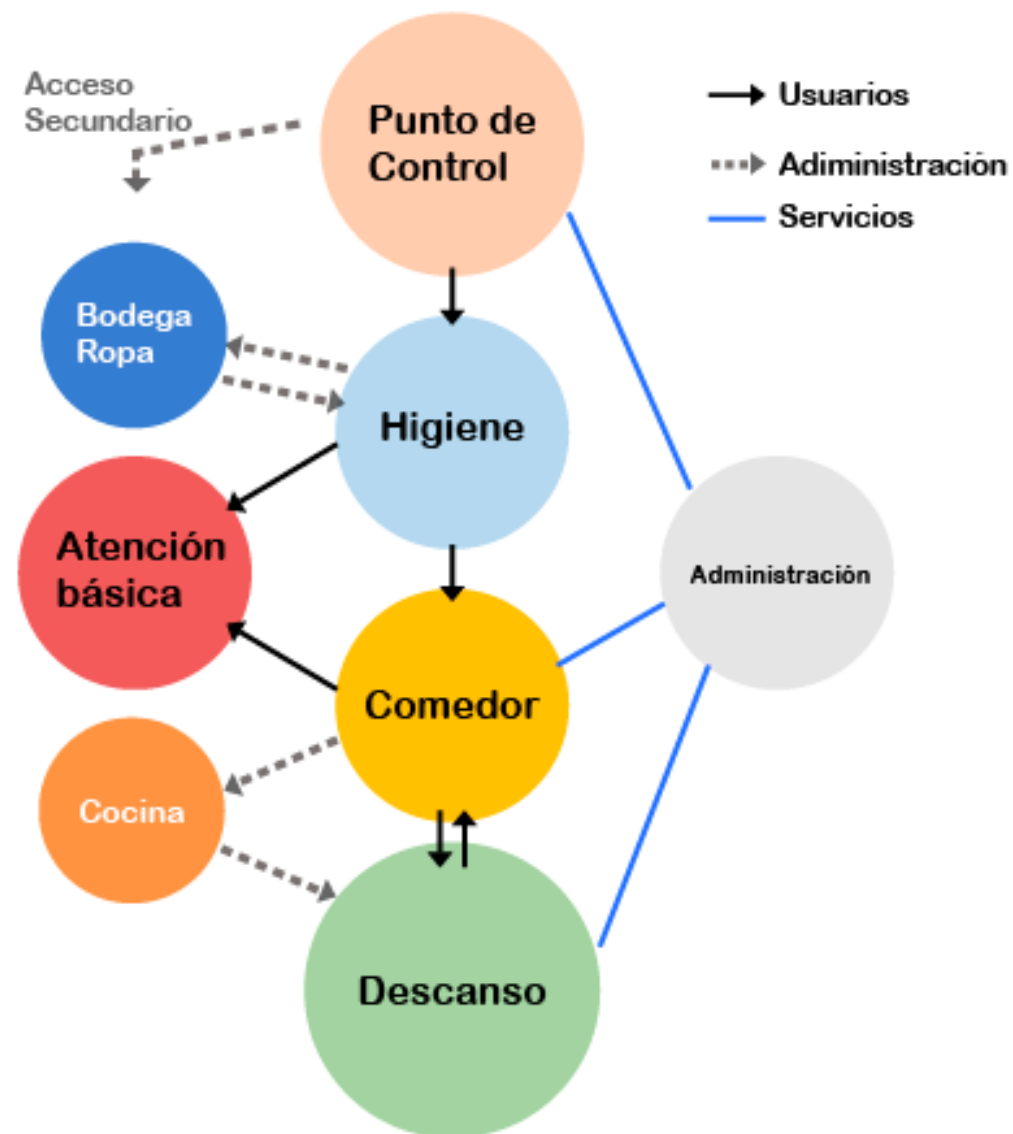 Acceso
Secundario
Punto de
Control
Usuarios
Adiministración
Servicios
Bodega
Ropa
Higiene
Atención
básica
Administración
Comedor
Cocina
Descanso